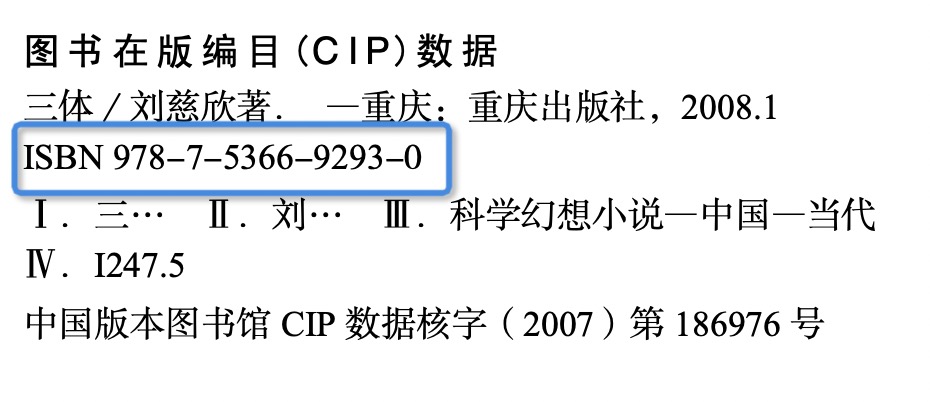 图书在版编目(CIP)数据
三体／刘慈欣著． —重庆：重庆出版社，2008.1
ISBN 978–7–5366–9293–0
Ⅰ．三… Ⅱ．刘… Ⅲ．科学幻想小说—中国—当代
Ⅳ．I247.5
中国版本图书馆 CIP 数据核字（2007）第 186976 号